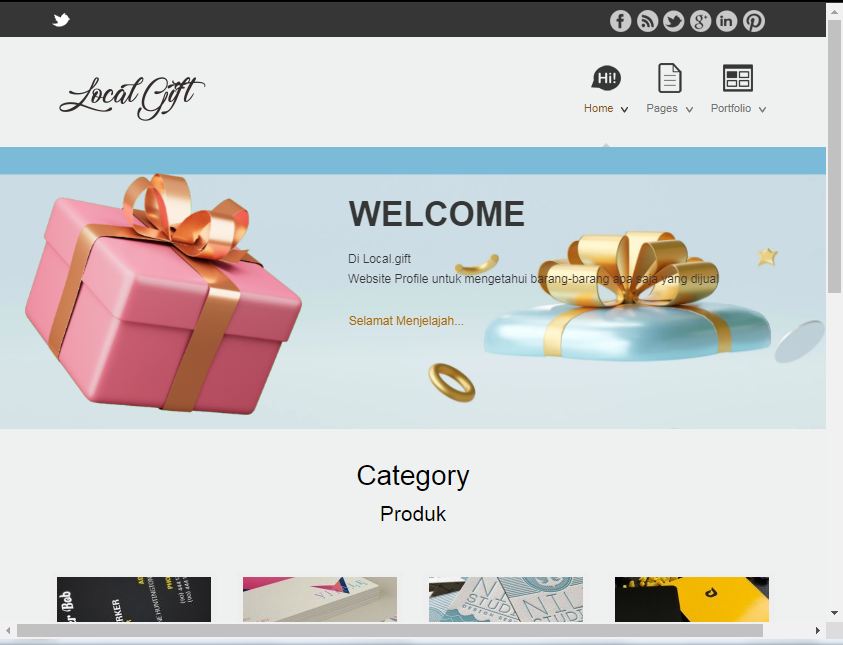 Local Gift
Hi!
Home
Pages
Portfolio
WELCOME
Di Local.gift
Website Profile untuk mengetahui barang-barang apa saja yang dijual
Selamat Menjelajah...
Category
Produk